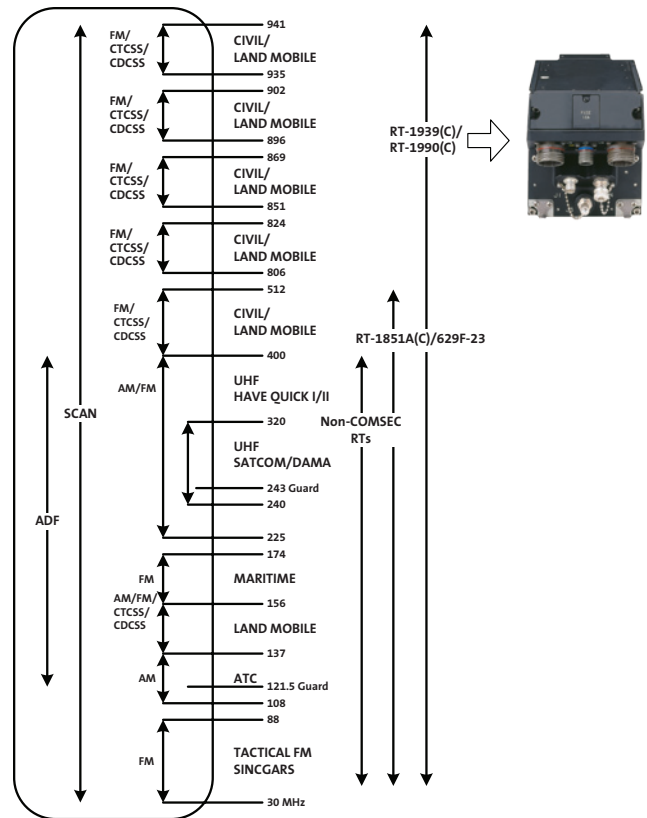 941
FM/
CTCSS/
CDCSS
CIVIL/
LAND MOBILE
935
902
FM/
CTCSS/
CDCSS
CIVIL/
LAND MOBILE
896
869
FM/
CTCSS/
CDCSS
CIVIL/
LAND MOBILE
851
824
FM/
CTCSS/
CDCSS
CIVIL/
LAND MOBILE
806
512
FM/
CTCSS/
CDCSS
CIVIL/
LAND MOBILE
400
AM/FM
UHF
HAVE QUICK I/II
320
UHF
SATCOM/DAMA
243 Guard
240
225
174
FM
MARITIME
156
AM/FM/
CTCSS/
CDCSS
LAND MOBILE
137
AM
ATC
121.5 Guard
108
88
FM
TACTICAL FM
SINCGARS
30 MHz
SCAN
ADF
Non-COMSEC
RTs
RT-1851A(C)/629F-23
RT-1939(C)/
RT-1990(C)